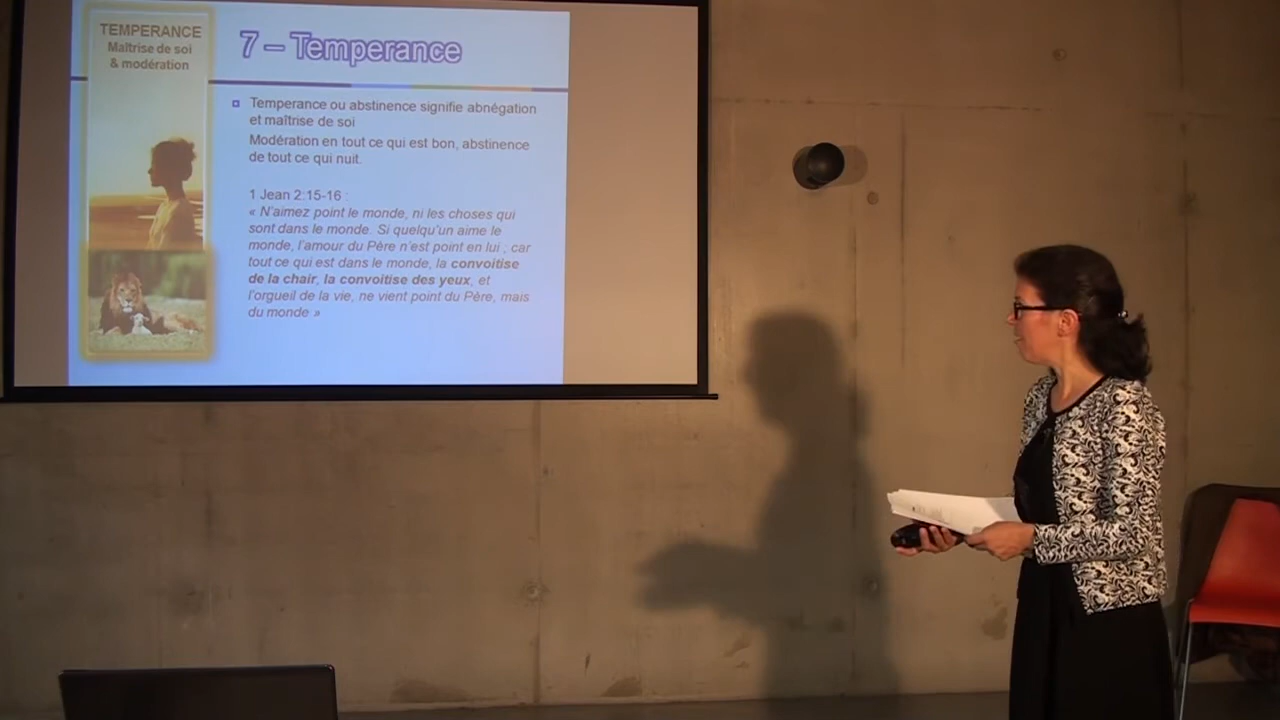 TEMPERANCE
Maîtrise de soi
& modération
7 – Temperance
Temperance ou abstinence signifie abnégation
et maîtrise de soi
Modération en tout ce qui est bon, abstinence
de tout ce qui nuit.
1 Jean 2:15-16 :
« N'aimez point le monde, ni les choses qui
sont dans le monde. Si quelqu'un aime le
monde, l'amour du Père n'est point en lui ; car
tout ce qui est dans le monde, la convoitise
de la chair, la convoitise des yeux, et
l'orgueil de la vie, ne vient point du Père, mais
du monde »